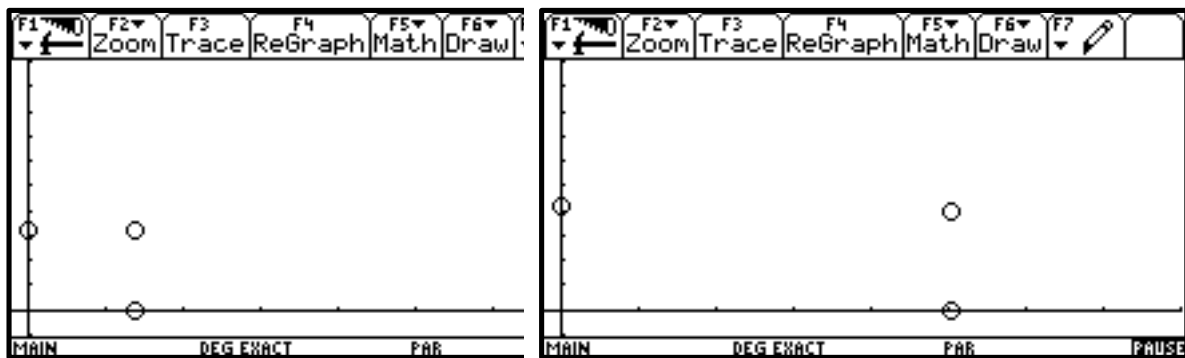 F1 F2 F3 F4 F5 F6
Zoom Trace ReGraph Math Draw
MAIN DEG EXACT PAR
F1 F2 F3 F4 F5 F6 F7
Zoom Trace ReGraph Math Draw
MAIN DEG EXACT PAR PAUSE